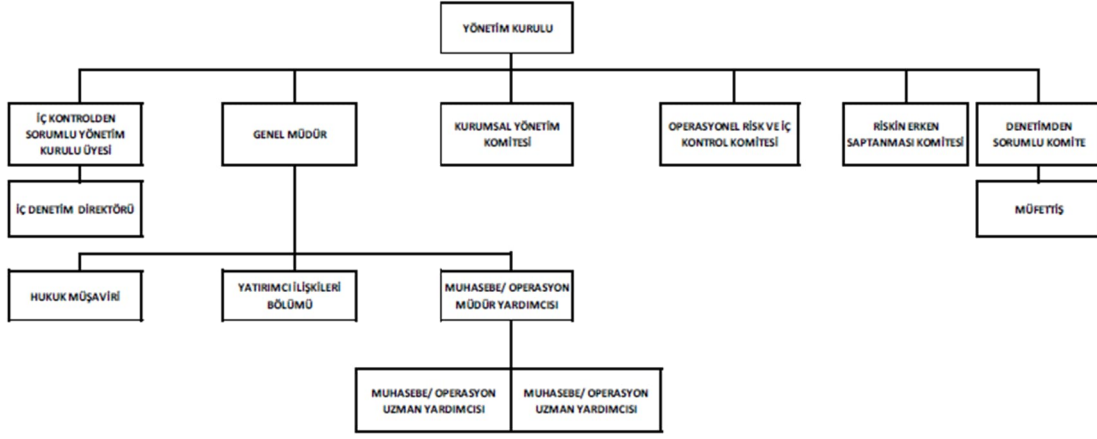 YÖNETİM KURULU
İÇ KONTROLDEN
SORUMLU YÖNETİM
KURULU ÜYESİ
GENEL MÜDÜR
KURUMSAL YÖNETİM
KOMİTESİ
OPERASYONEL RİSK VE İÇ
KONTROL KOMİTESİ
RİSKİN ERKEN
SAPTANMASI KOMİTESİ
DENETİMDEN
SORUMLU KOMİTE
İÇ DENETİM DİREKTÖRÜ
MÜFETTİŞ
HUKUK MÜŞAVİRİ
YATIRIMCI İLİŞKİLERİ
BÖLÜMÜ
MUHASEBE/ OPERASYON
MÜDÜR YARDIMCISI
MUHASEBE/ OPERASYON
UZMAN YARDIMCISI
MUHASEBE/ OPERASYON
UZMAN YARDIMCISI